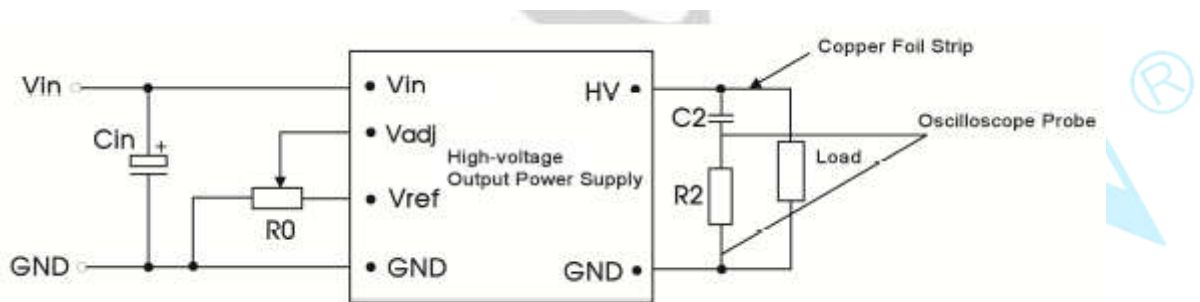 Copper Foil Strip
Vin
Vin
HV
C2
Oscilloscope Probe
Cin
+
Vadj
High-voltage
Output Power Supply
Load
Vref
R2
R0
GND
GND
GND
®